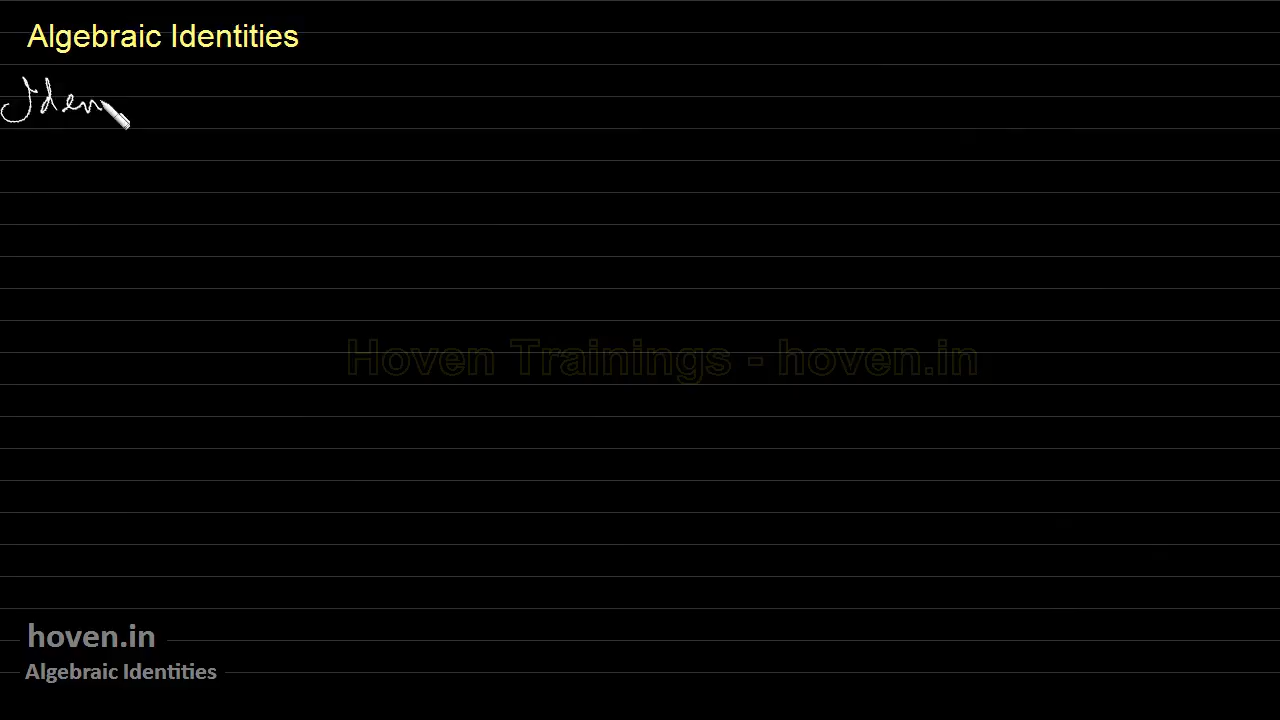 Algebraic Identities
Iden
Hoven Trainings - hoven.in
hoven.in
Algebraic Identities